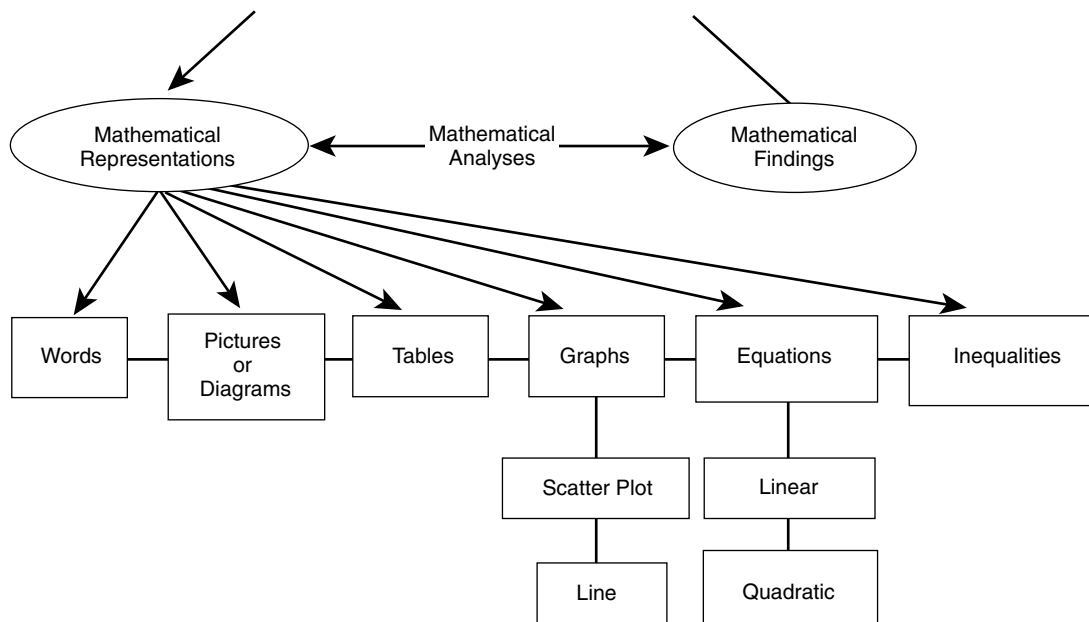 Mathematical
Representations
Mathematical
Analyses
Mathematical
Findings
Words
Pictures
or
Diagrams
Tables
Graphs
Equations
Inequalities
Scatter Plot
Linear
Line
Quadratic